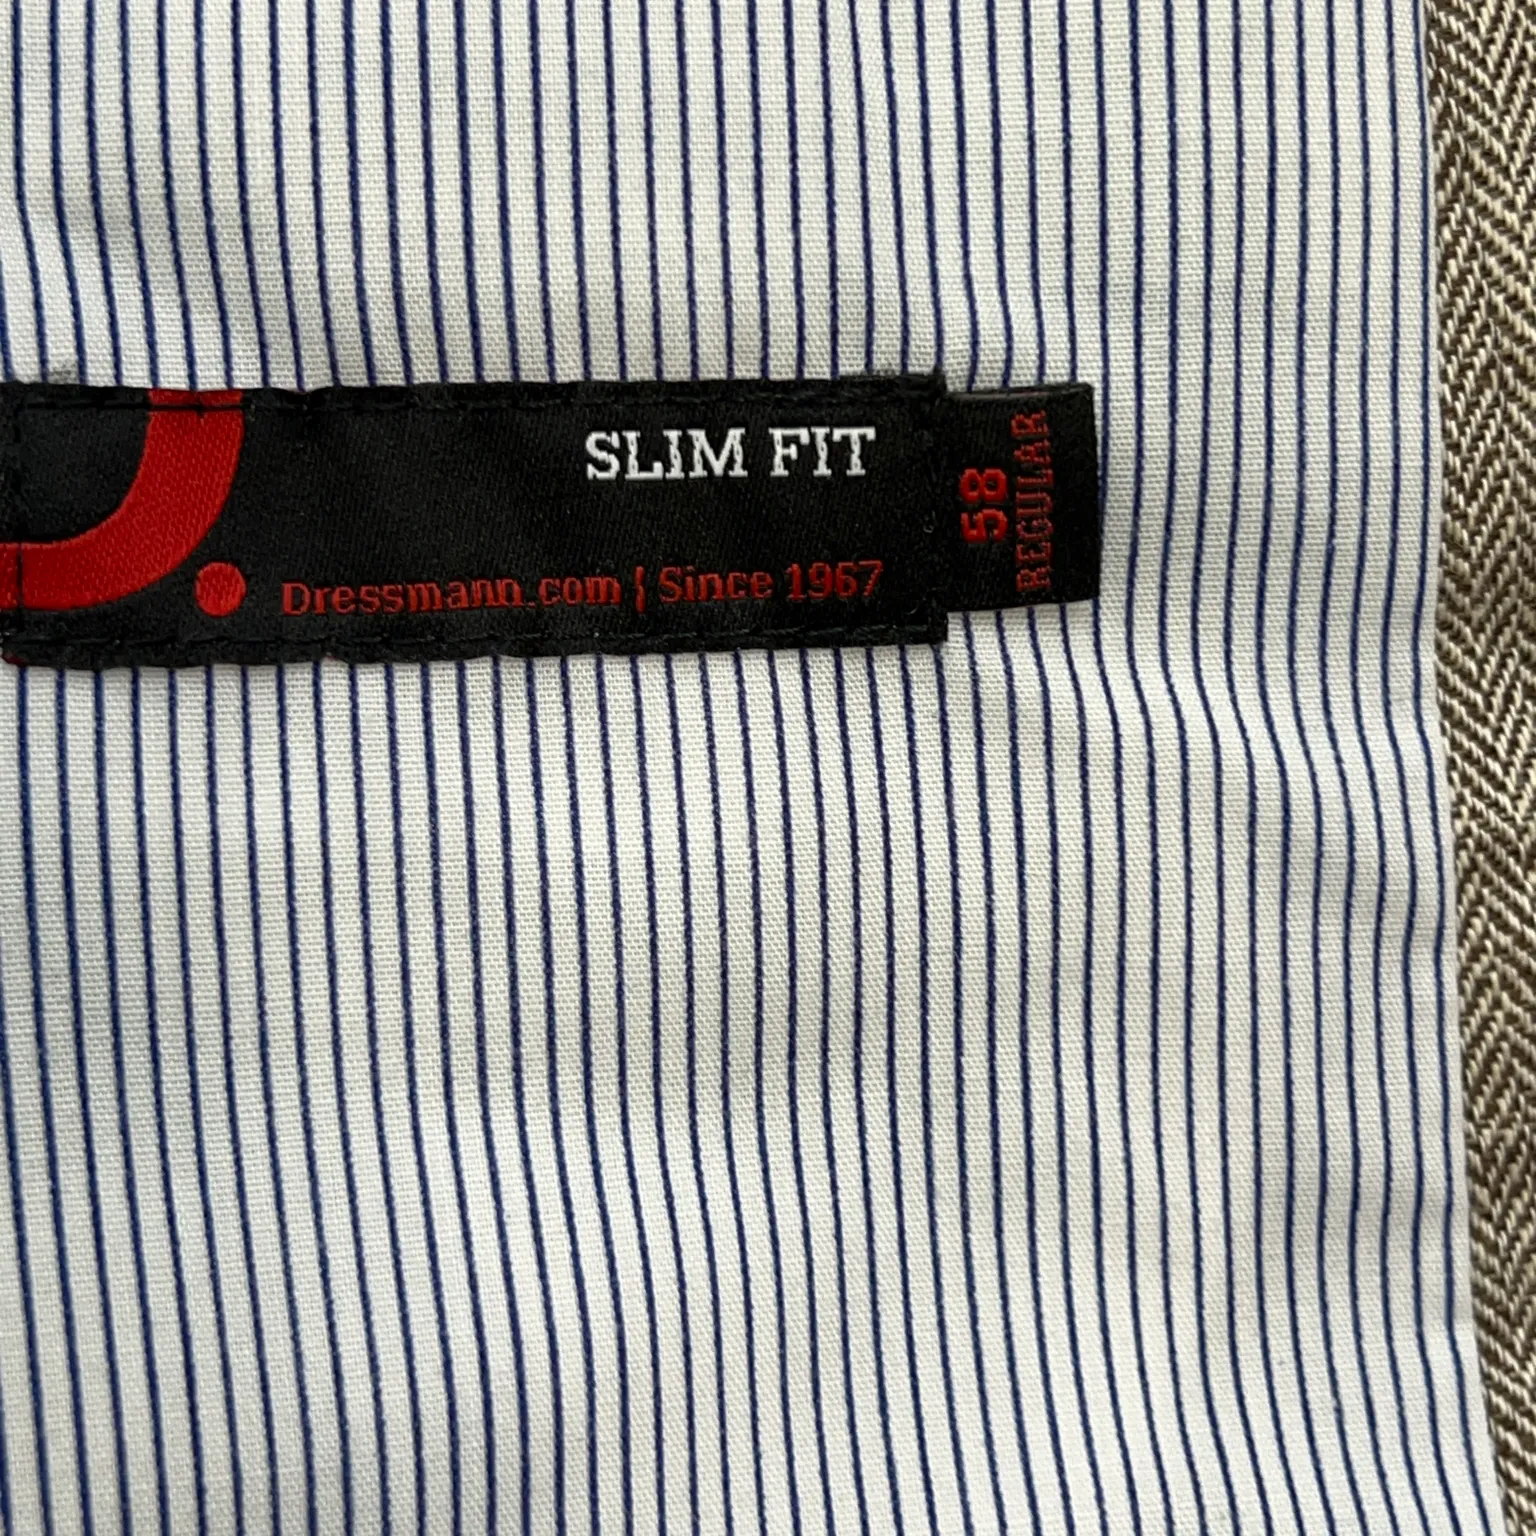 SLIM FIT
Dressmann.com | Since 1967
58
REGULAR